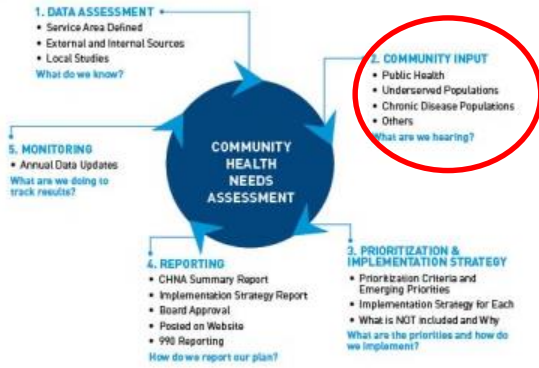 1. DATA ASSESSMENT
• Service Area Defined
• External and Internal Sources
• Local Studies
What do we know?
2. COMMUNITY INPUT
• Public Health
• Underserved Populations
• Chronic Disease Populations
• Others
What are we hearing?
COMMUNITY
HEALTH
NEEDS
ASSESSMENT
3. PRIORITIZATION &
IMPLEMENTATION STRATEGY
• Prioritization Criteria and
Emerging Priorities
• Implementation Strategy for Each
• What is NOT included and Why
What are the priorities and how do
we implement?
4. REPORTING
• CHNA Summary Report
• Implementation Strategy Report
• Board Approval
• Posted on Website
• 990 Reporting
How do we report our plan?
5. MONITORING
• Annual Data Updates
What are we doing to
track results?